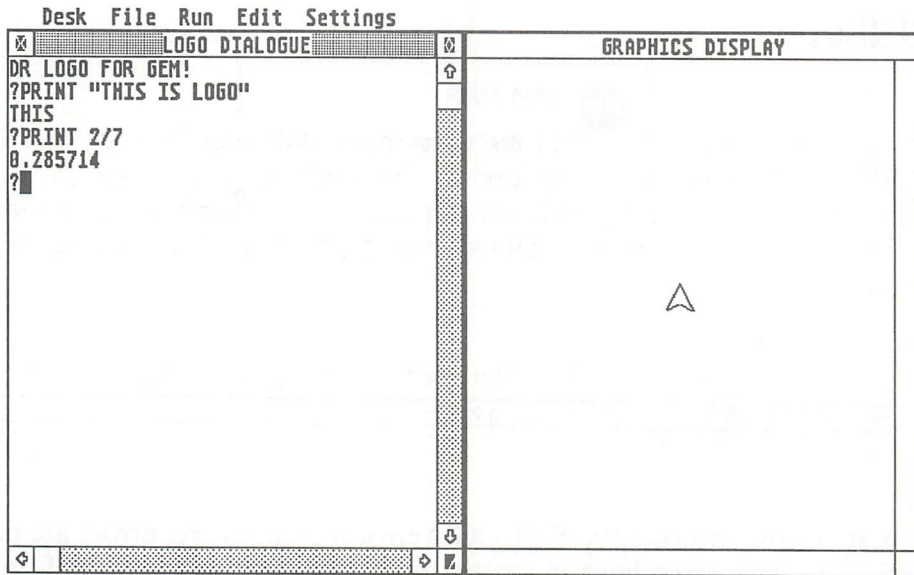 Desk File Run Edit Settings
LOGO DIALOGUE
DR LOGO FOR GEM!
?PRINT "THIS IS LOGO"
THIS
?PRINT 2/7
0.285714
?
GRAPHICS DISPLAY